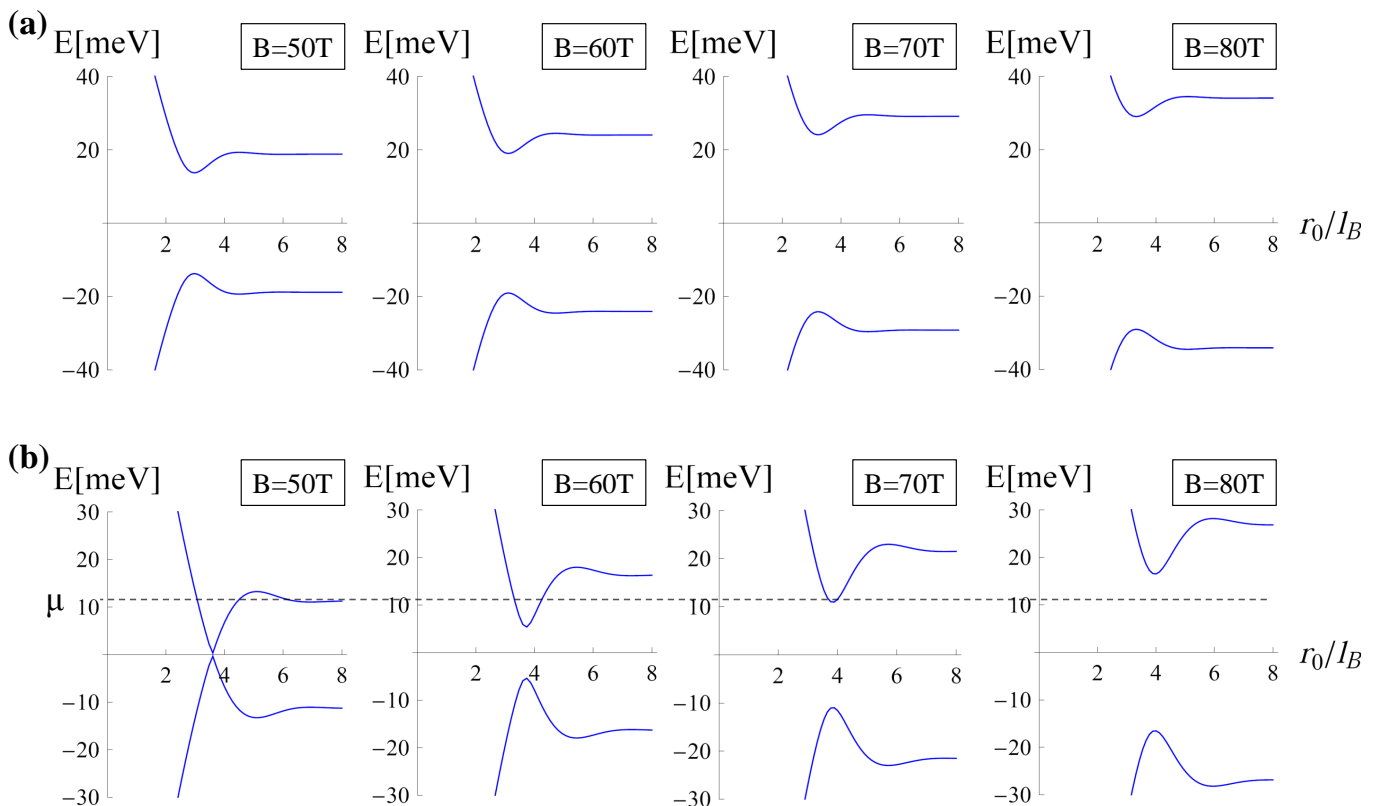 (a)
E[meV] B=50T E[meV] B=60T E[meV] B=70T E[meV] B=80T
40 40 40 40
20 20 20 20
2 4 6 8 2 4 6 8 2 4 6 8 2 4 6 8 r₀/l_B
−20 −20 −20 −20
−40 −40 −40 −40
(b)
E[meV] B=50T E[meV] B=60T E[meV] B=70T E[meV] B=80T
30 30 30 30
20 20 20 20
μ 10 10 10 10
2 4 6 8 2 4 6 8 2 4 6 8 2 4 6 8 r₀/l_B
−10 −10 −10 −10
−20 −20 −20 −20
−30 −30 −30 −30